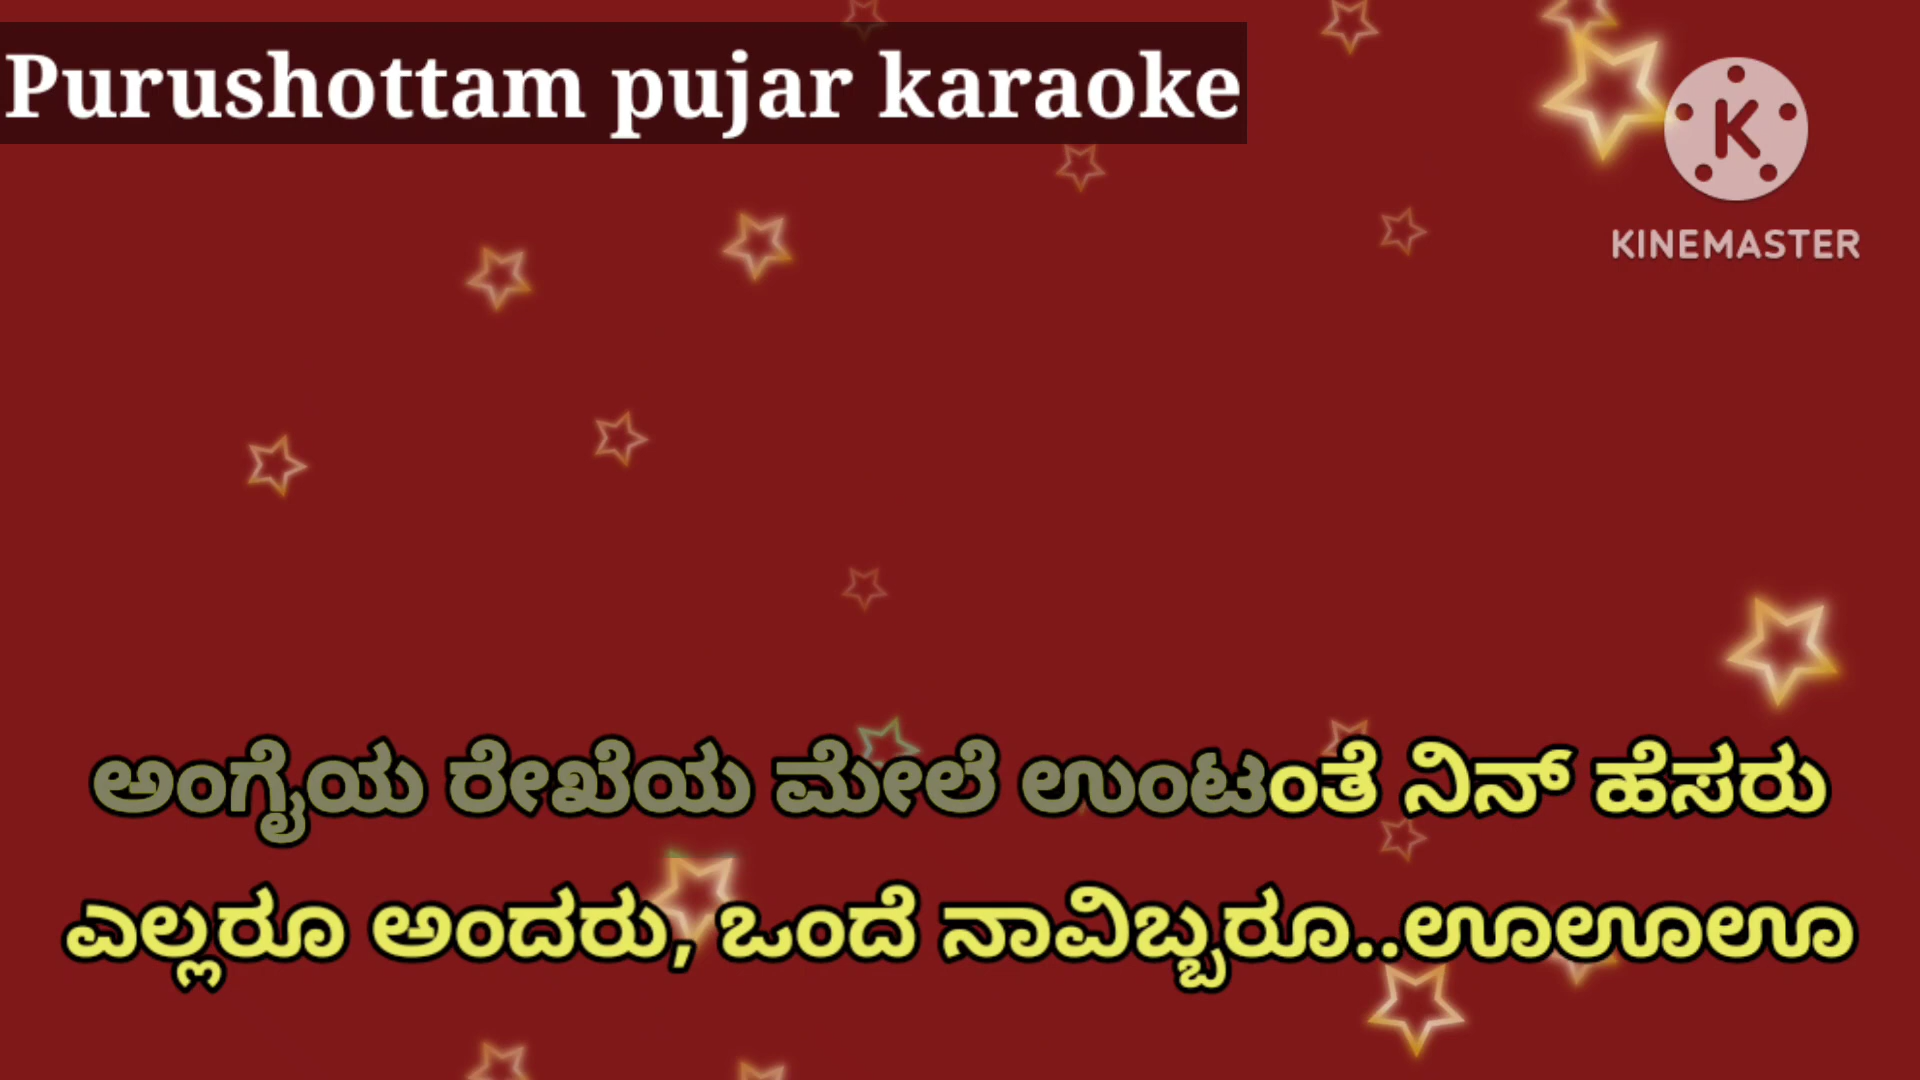 Purushottam pujar karaoke
K
KINEMASTER
ಅಂಗೈಯ ರೇಖೆಯ ಮೇಲೆ ಉಂಟಂತೆ ನಿನ್ ಹೆಸರು
ಎಲ್ಲರೂ ಅಂದರು, ಒಂದೆ ನಾವಿಬ್ಬರೂ..ಊಊಊ